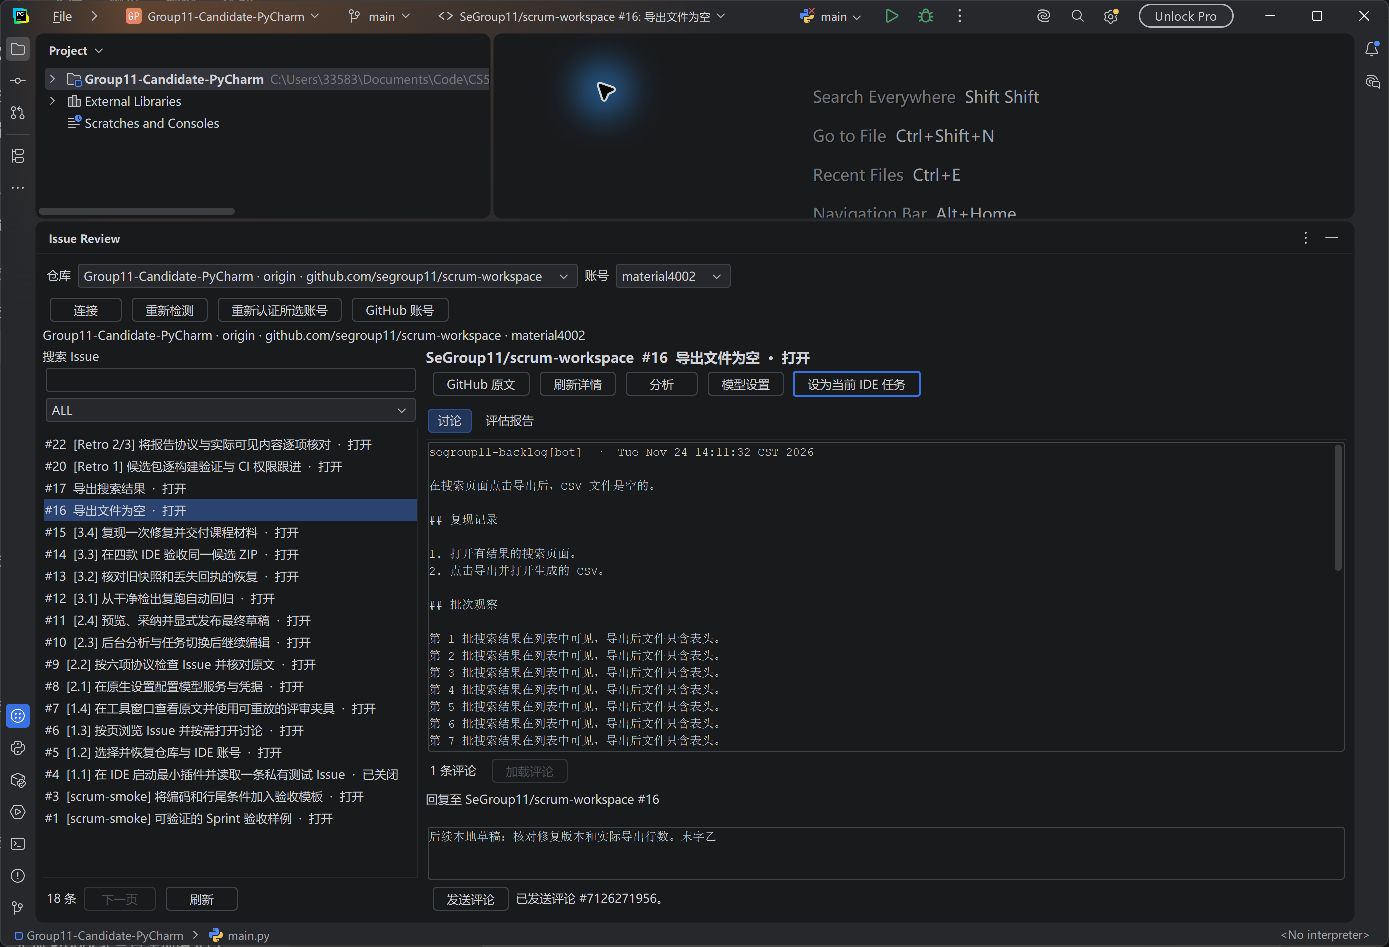 File
Group11-Candidate-PyCharm
main
SeGroup11/scrum-workspace #16: 导出文件为空
main
Unlock Pro
Project
Group11-Candidate-PyCharm C:\Users\33583\Documents\Code\CS5
External Libraries
Scratches and Consoles
Search Everywhere Shift Shift
Go to File Ctrl+Shift+N
Recent Files Ctrl+E
Navigation Bar Alt+Home
Issue Review
仓库 Group11-Candidate-PyCharm · origin · github.com/segroup11/scrum-workspace 账号 material4002
连接 重新检测 重新认证所选账号 GitHub 账号
Group11-Candidate-PyCharm · origin · github.com/segroup11/scrum-workspace · material4002
搜索 Issue
ALL
#22 [Retro 2/3] 将报告协议与实际可见内容逐项核对 · 打开
#20 [Retro 1] 候选包逐构建验证与 CI 权限跟进 · 打开
#17 导出搜索结果 · 打开
#16 导出文件为空 · 打开
#15 [3.4] 复现一次修复并交付课程材料 · 打开
#14 [3.3] 在四款 IDE 验收同一候选 ZIP · 打开
#13 [3.2] 核对旧快照和丢失回执的恢复 · 打开
#12 [3.1] 从干净检出复跑自动回归 · 打开
#11 [2.4] 预览、采纳并显式发布最终草稿 · 打开
#10 [2.3] 后台分析与任务切换后继续编辑 · 打开
#9 [2.2] 按六项协议检查 Issue 并核对原文 · 打开
#8 [2.1] 在原生设置配置模型服务与凭据 · 打开
#7 [1.4] 在工具窗口查看原文并使用可重放的评审夹具 · 打开
#6 [1.3] 按页浏览 Issue 并按需打开讨论 · 打开
#5 [1.2] 选择并恢复仓库与 IDE 账号 · 打开
#4 [1.1] 在 IDE 启动最小插件并读取一条私有测试 Issue · 已关闭
#3 [scrum-smoke] 将编码和行尾条件加入验收模板 · 打开
#1 [scrum-smoke] 可验证的 Sprint 验收样例 · 打开
18 条 下一页 刷新
SeGroup11/scrum-workspace #16 导出文件为空 • 打开
GitHub 原文 刷新详情 分析 模型设置 设为当前 IDE 任务
讨论 评估报告
segroup11-backlog[bot] · Tue Nov 24 14:11:32 CST 2026
在搜索页面点击导出后，CSV 文件是空的。
## 复现记录
1. 打开有结果的搜索页面。
2. 点击导出并打开生成的 CSV。
## 批次观察
第 1 批搜索结果在列表中可见，导出后文件只含表头。
第 2 批搜索结果在列表中可见，导出后文件只含表头。
第 3 批搜索结果在列表中可见，导出后文件只含表头。
第 4 批搜索结果在列表中可见，导出后文件只含表头。
第 5 批搜索结果在列表中可见，导出后文件只含表头。
第 6 批搜索结果在列表中可见，导出后文件只含表头。
第 7 批搜索结果在列表中可见，导出后文件只含表头。
1 条评论 加载评论
回复至 SeGroup11/scrum-workspace #16
后续本地草稿：核对修复版本和实际导出行数。末字乙
发送评论 已发送评论 #7126271956。
Group11-Candidate-PyCharm > main.py
<No interpreter>